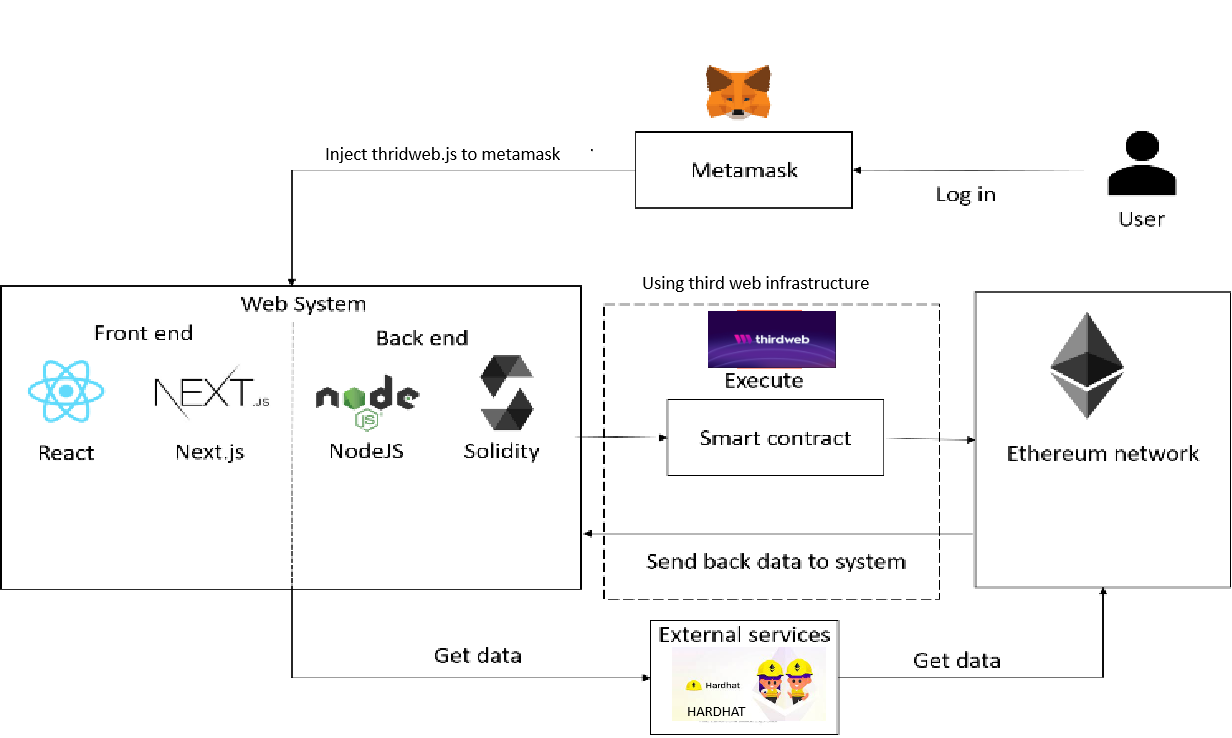 Inject thridweb.js to metamask
Metamask
Log in
User
Using third web infrastructure
Web System
Front end
Back end
thirdweb
Execute
NEXT.JS
node
JS
React
Next.js
NodeJS
Solidity
Smart contract
Ethereum network
Send back data to system
External services
Get data
Get data
Hardhat
HARDHAT